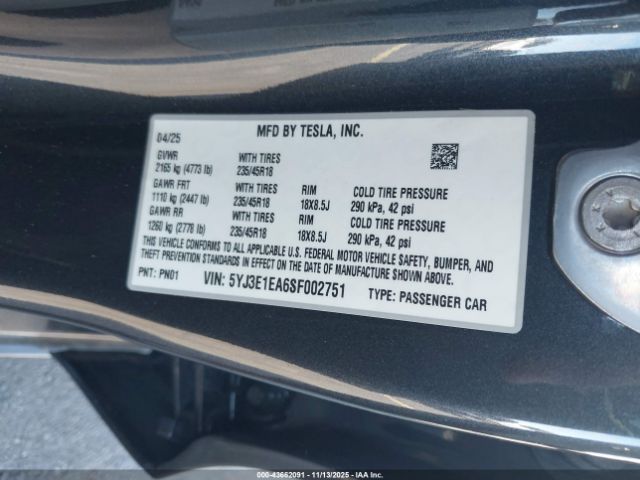 04/25 MFD BY TESLA, INC.
GVWR WITH TIRES
2165 kg (4773 lb) 235/45R18
GAWR FRT WITH TIRES RIM COLD TIRE PRESSURE
1110 kg (2447 lb) 235/45R18 18X8.5J 290 kPa, 42 psi
GAWR RR WITH TIRES RIM COLD TIRE PRESSURE
1260 kg (2778 lb) 235/45R18 18X8.5J 290 kPa, 42 psi
THIS VEHICLE CONFORMS TO ALL APPLICABLE U.S. FEDERAL MOTOR VEHICLE SAFETY, BUMPER, AND
THEFT PREVENTION STANDARDS IN EFFECT ON THE DATE OF MANUFACTURE SHOWN ABOVE.
PNT: PN01 VIN: 5YJ3E1EA6SF002751 TYPE: PASSENGER CAR
000-43662091 - 11/13/2025 - IAA Inc.